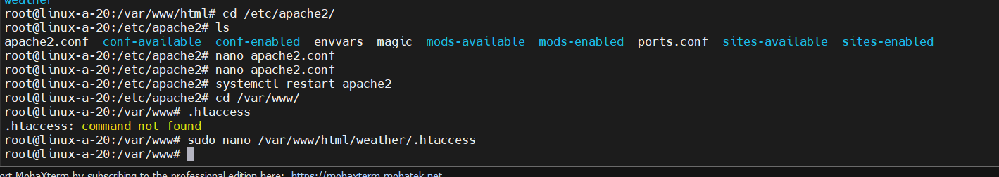 weather
root@linux-a-20:/var/www/html# cd /etc/apache2/
root@linux-a-20:/etc/apache2# ls
apache2.conf  conf-available  conf-enabled  envvars  magic  mods-available  mods-enabled  ports.conf  sites-available  sites-enabled
root@linux-a-20:/etc/apache2# nano apache2.conf
root@linux-a-20:/etc/apache2# nano apache2.conf
root@linux-a-20:/etc/apache2# systemctl restart apache2
root@linux-a-20:/etc/apache2# cd /var/www/
root@linux-a-20:/var/www# .htaccess
.htaccess: command not found
root@linux-a-20:/var/www# sudo nano /var/www/html/weather/.htaccess
root@linux-a-20:/var/www#
ort MobaXterm by subscribing to the professional edition here: https://mobaxterm.mobatek.net